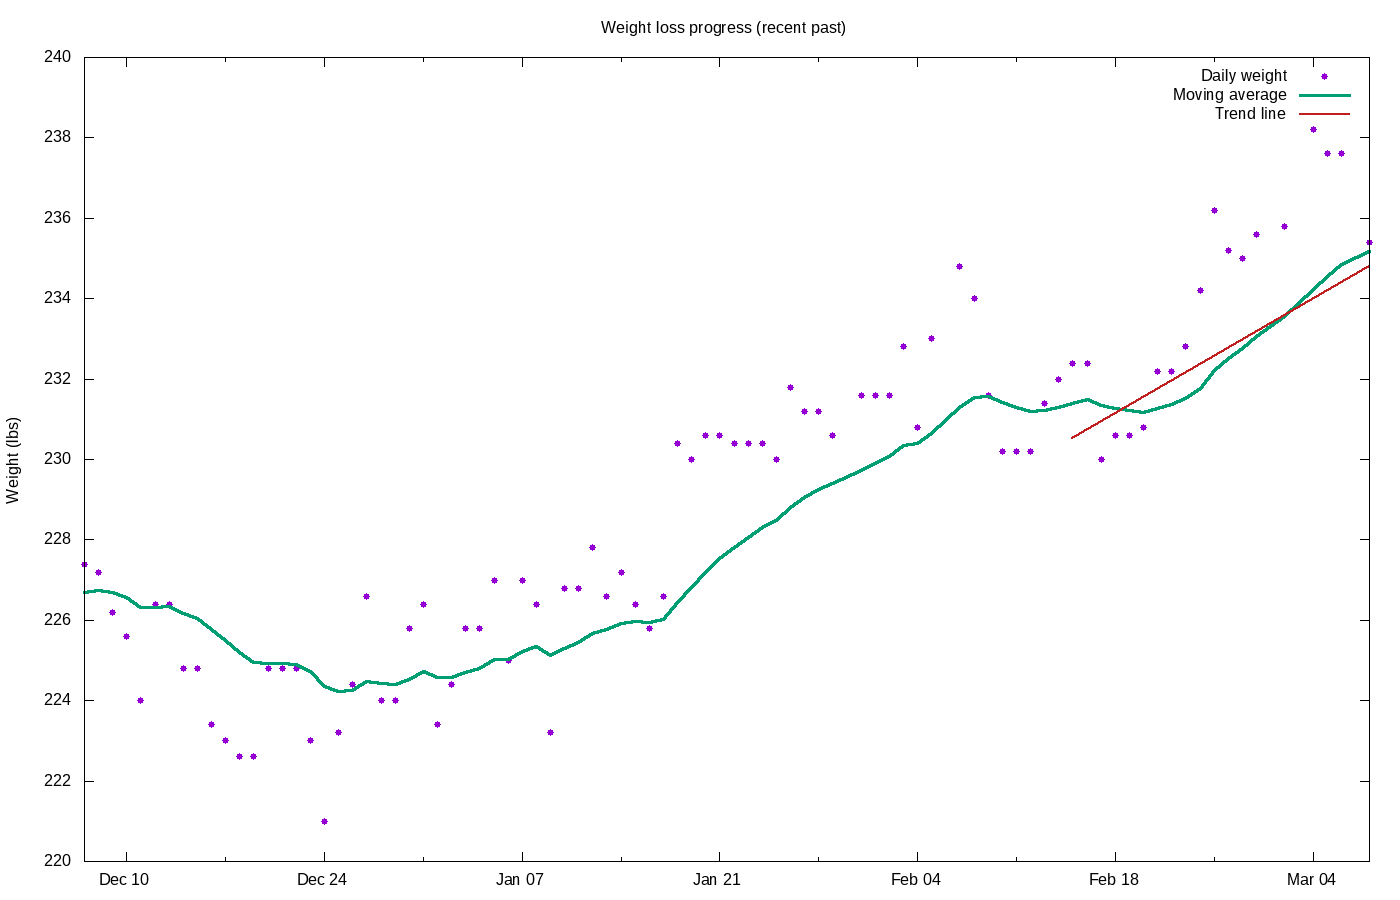 Weight loss progress (recent past)
240
238
236
234
232
230
228
226
224
222
220
Weight (lbs)
Daily weight
Moving average
Trend line
Dec 10
Dec 24
Jan 07
Jan 21
Feb 04
Feb 18
Mar 04